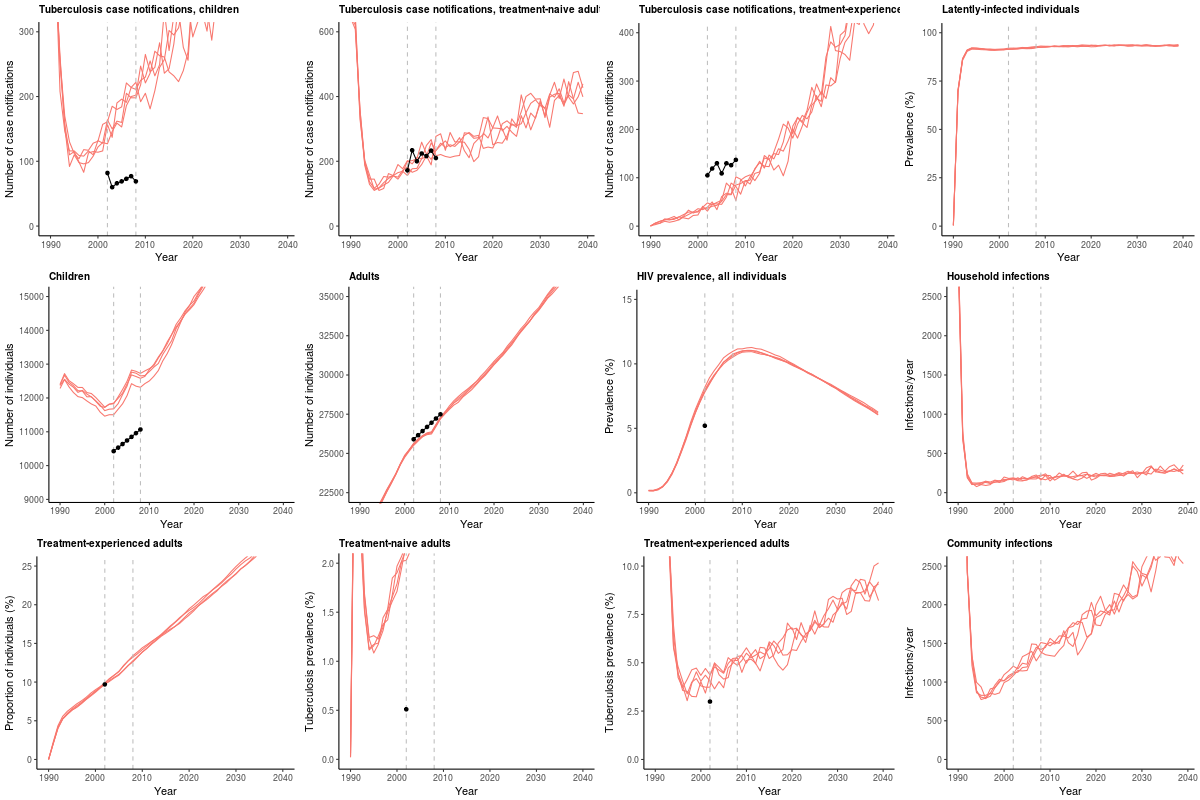 Tuberculosis case notifications, children
Number of case notifications
300
200
100
0
1990 2000 2010 2020 2030 2040
Year
Tuberculosis case notifications, treatment-naive adul
Number of case notifications
600
400
200
0
1990 2000 2010 2020 2030 2040
Year
Tuberculosis case notifications, treatment-experience
Number of case notifications
400
300
200
100
0
1990 2000 2010 2020 2030 2040
Year
Latently-infected individuals
Prevalence (%)
100
75
50
25
0
1990 2000 2010 2020 2030 2040
Year
Children
Number of individuals
15000
14000
13000
12000
11000
10000
9000
1990 2000 2010 2020 2030 2040
Year
Adults
Number of individuals
35000
32500
30000
27500
25000
22500
1990 2000 2010 2020 2030 2040
Year
HIV prevalence, all individuals
Prevalence (%)
15
10
5
0
1990 2000 2010 2020 2030 2040
Year
Household infections
Infections/year
2500
2000
1500
1000
500
0
1990 2000 2010 2020 2030 2040
Year
Treatment-experienced adults
Proportion of individuals (%)
25
20
15
10
5
0
1990 2000 2010 2020 2030 2040
Year
Treatment-naive adults
Tuberculosis prevalence (%)
2.0
1.5
1.0
0.5
0.0
1990 2000 2010 2020 2030 2040
Year
Treatment-experienced adults
Tuberculosis prevalence (%)
10.0
7.5
5.0
2.5
0.0
1990 2000 2010 2020 2030 2040
Year
Community infections
Infections/year
2500
2000
1500
1000
500
0
1990 2000 2010 2020 2030 2040
Year